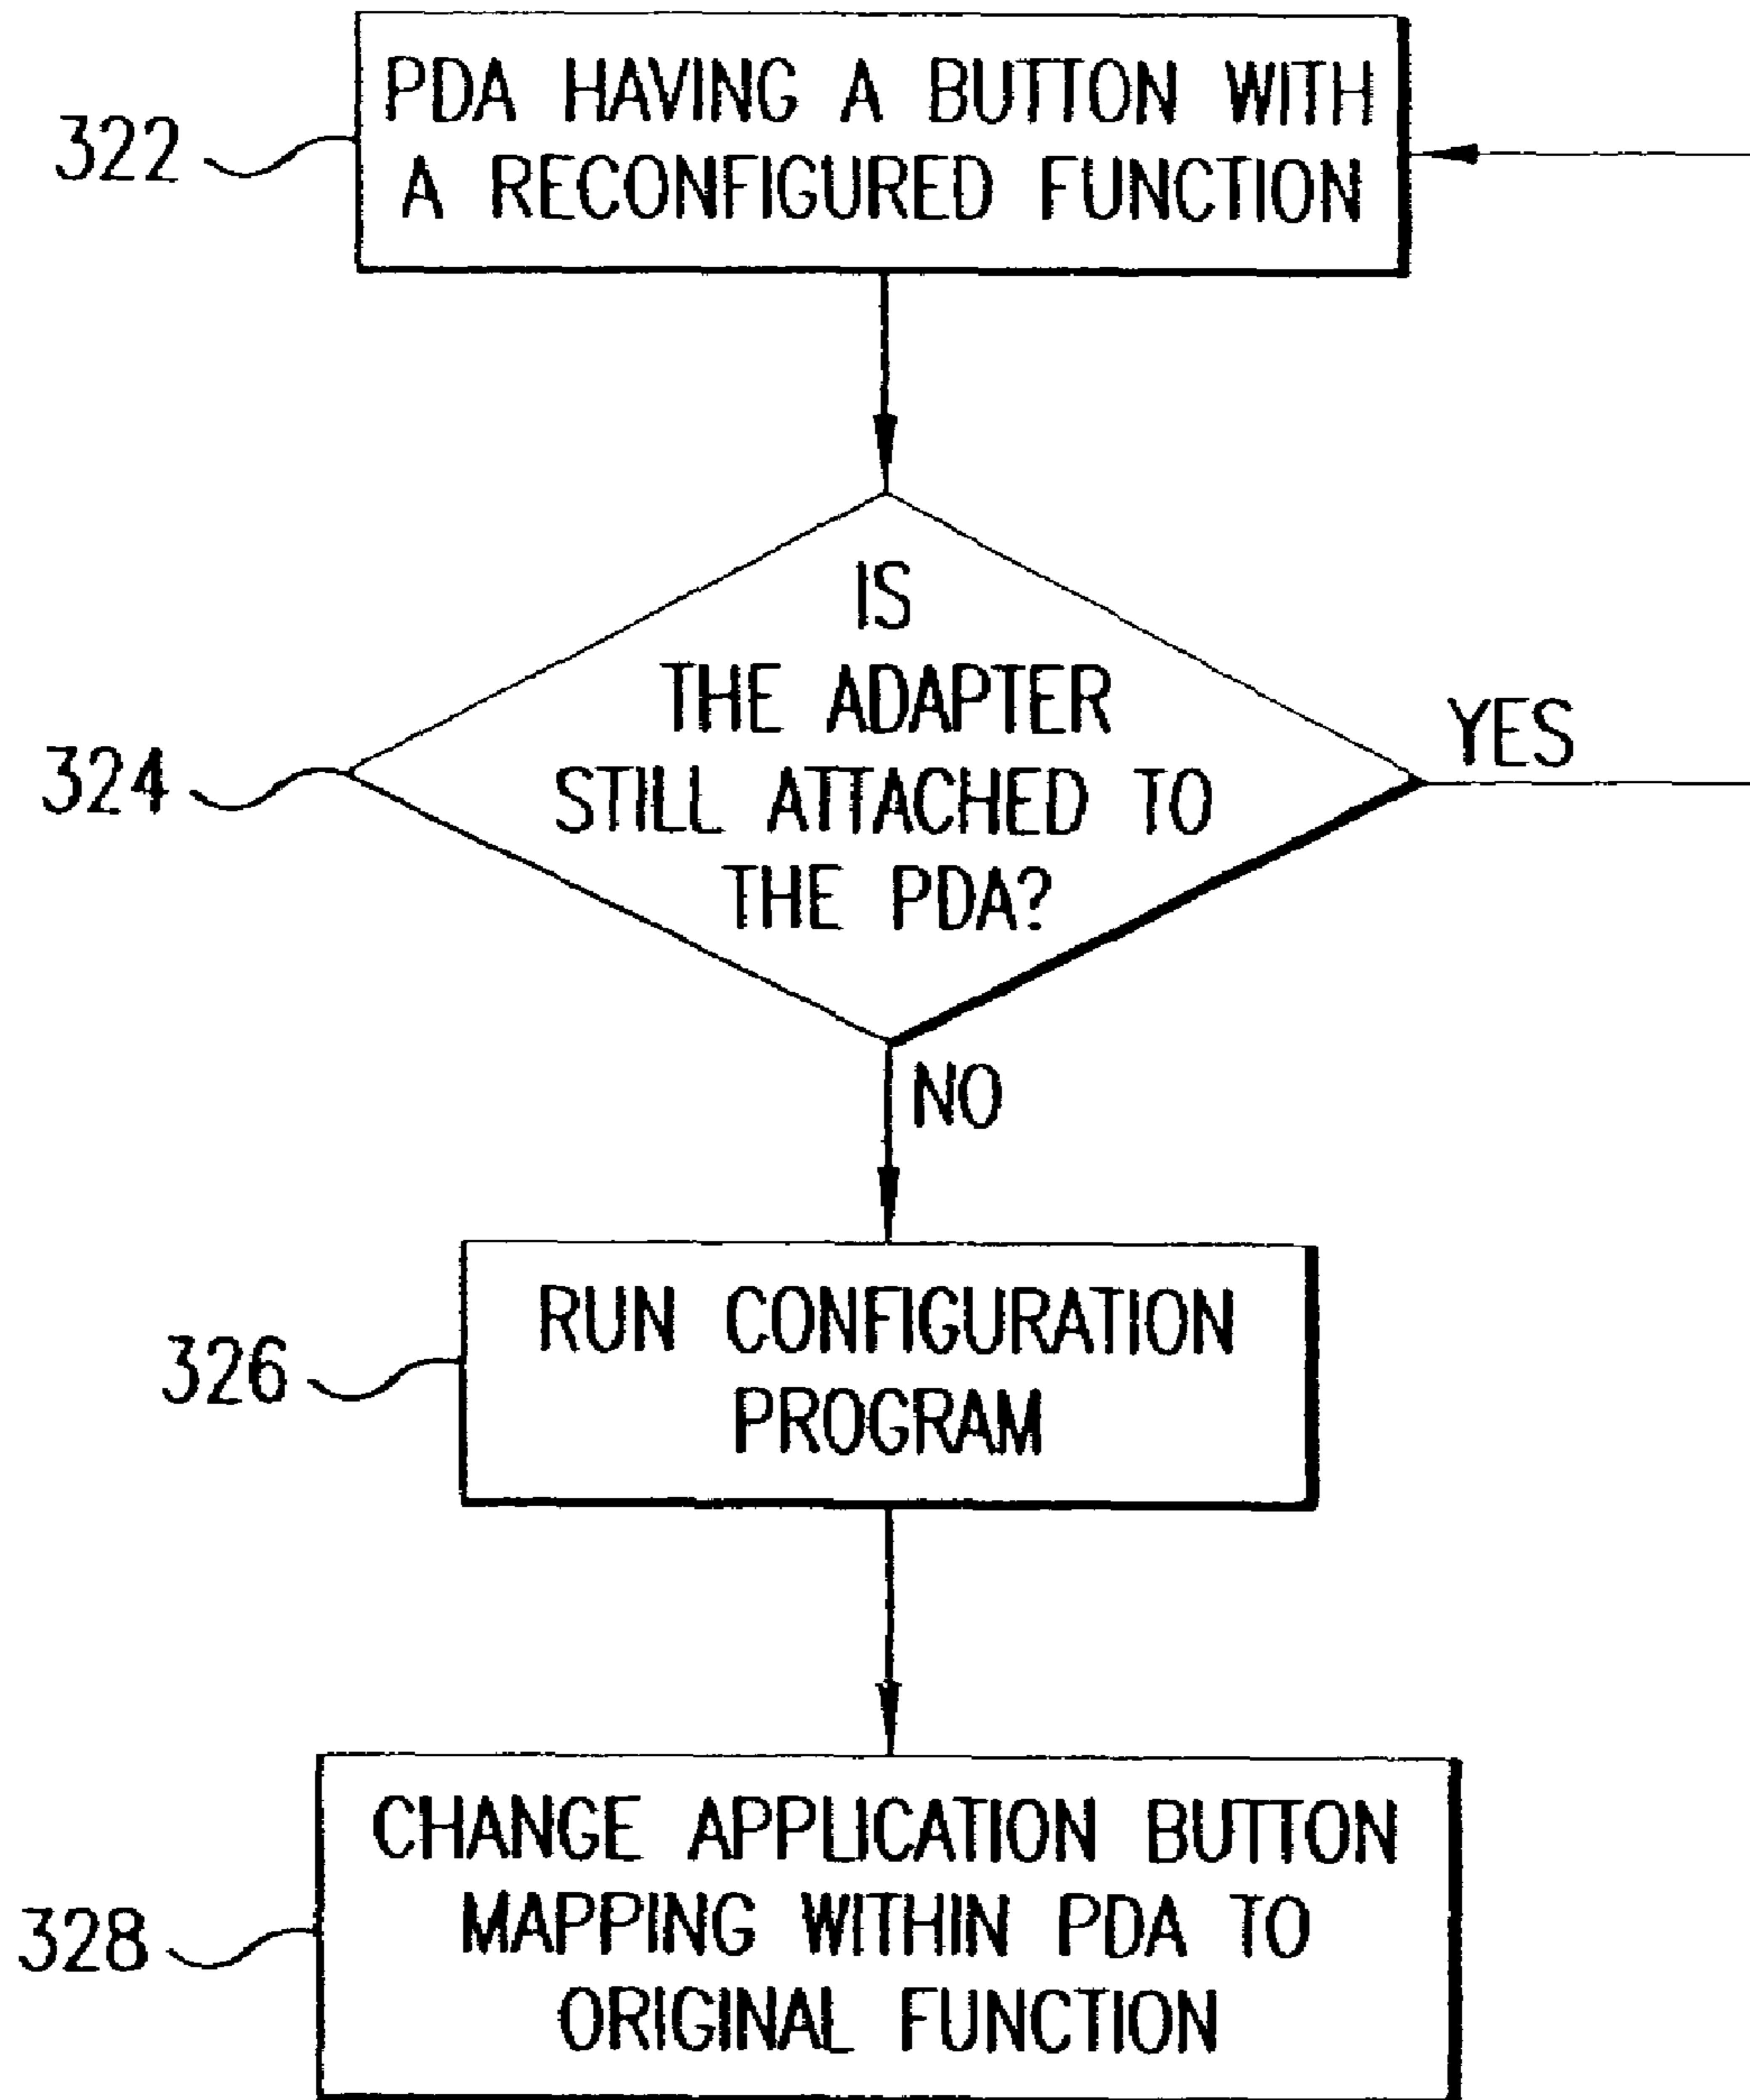 322
PDA HAVING A BUTTON WITH
A RECONFIGURED FUNCTION
324
IS
THE ADAPTER
STILL ATTACHED TO
THE PDA?
YES
NO
326
RUN CONFIGURATION
PROGRAM
328
CHANGE APPLICATION BUTTON
MAPPING WITHIN PDA TO
ORIGINAL FUNCTION